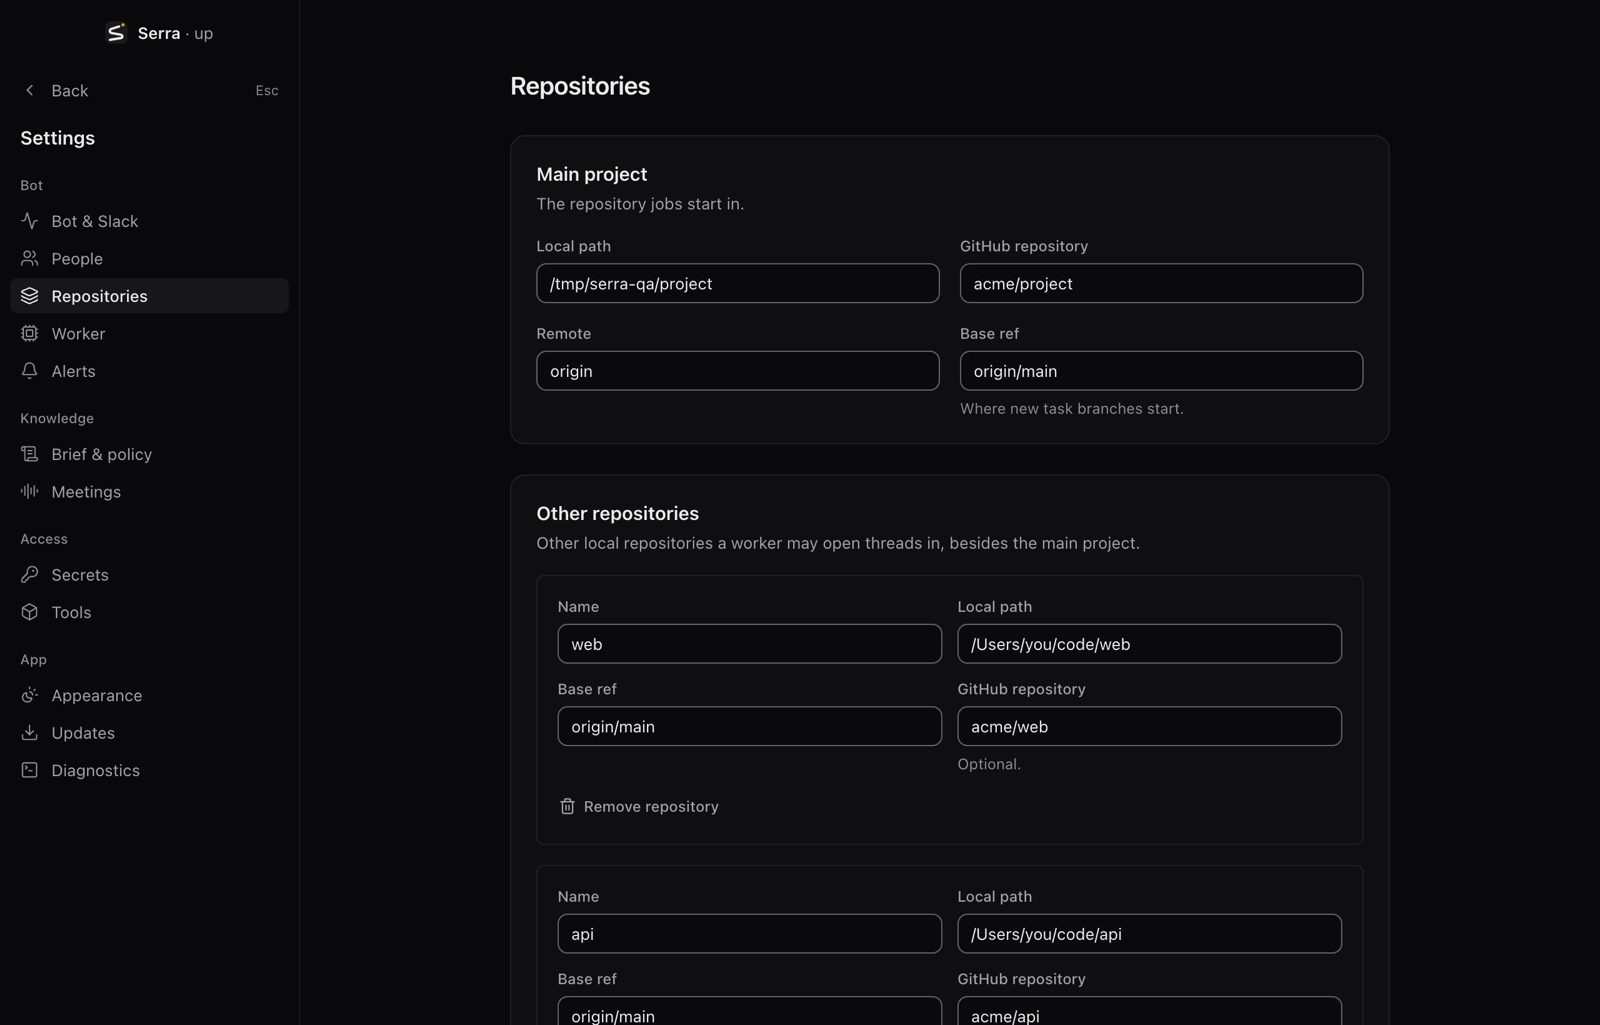 Serra · up
Back Esc
Settings
Bot
Bot & Slack
People
Repositories
Worker
Alerts
Knowledge
Brief & policy
Meetings
Access
Secrets
Tools
App
Appearance
Updates
Diagnostics
Repositories
Main project
The repository jobs start in.
Local path GitHub repository
/tmp/serra-qa/project acme/project
Remote Base ref
origin origin/main
Where new task branches start.
Other repositories
Other local repositories a worker may open threads in, besides the main project.
Name Local path
web /Users/you/code/web
Base ref GitHub repository
origin/main acme/web
Optional.
Remove repository
Name Local path
api /Users/you/code/api
Base ref GitHub repository
origin/main acme/api